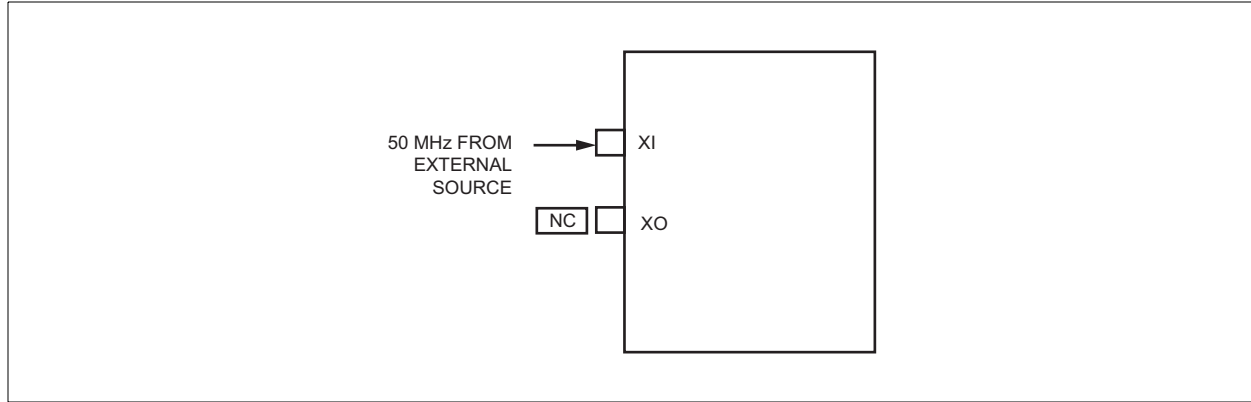 50 MHz FROM
EXTERNAL
SOURCE
XI
NC
XO